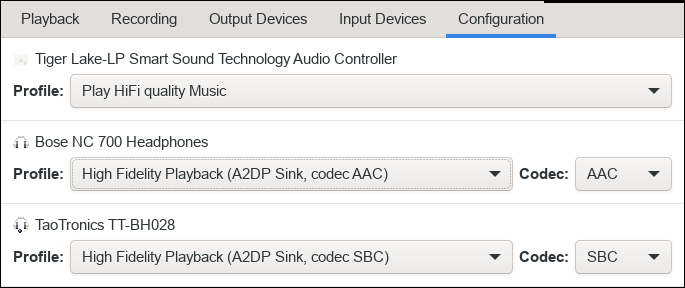 Playback Recording Output Devices Input Devices Configuration
Tiger Lake-LP Smart Sound Technology Audio Controller
Profile: Play HiFi quality Music
Bose NC 700 Headphones
Profile: High Fidelity Playback (A2DP Sink, codec AAC) Codec: AAC
TaoTronics TT-BH028
Profile: High Fidelity Playback (A2DP Sink, codec SBC) Codec: SBC